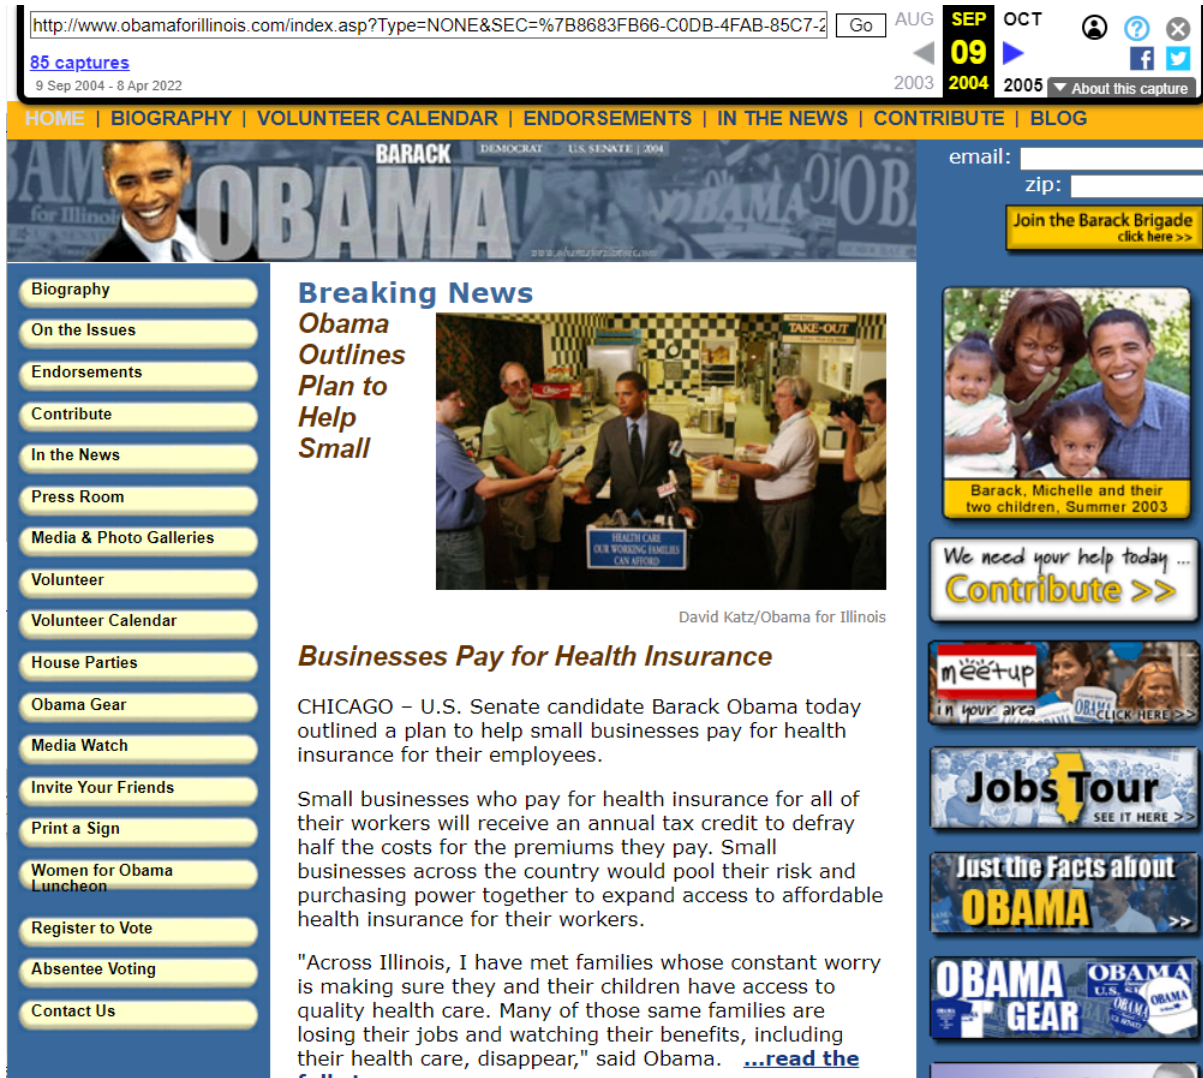 http://www.obamaforillinois.com/index.asp?Type=NONE&SEC=%7B8683FB66-C0DB-4FAB-85C7-2
Go
AUG
SEP
OCT
85 captures
09
9 Sep 2004 - 8 Apr 2022
2003
2004
2005
About this capture
HOME | BIOGRAPHY | VOLUNTEER CALENDAR | ENDORSEMENTS | IN THE NEWS | CONTRIBUTE | BLOG
BARACK
DEMOCRAT U.S. SENATE | 2004
OBAMA
for Illinois
www.obamaforillinois.com
email:
zip:
Join the Barack Brigade
click here >>
Biography
On the Issues
Endorsements
Contribute
In the News
Press Room
Media & Photo Galleries
Volunteer
Volunteer Calendar
House Parties
Obama Gear
Media Watch
Invite Your Friends
Print a Sign
Women for Obama
Luncheon
Register to Vote
Absentee Voting
Contact Us
Breaking News
Obama
Outlines
Plan to
Help
Small
TAKE-OUT
HEALTH CARE
OUR WORKING FAMILIES
CAN AFFORD
David Katz/Obama for Illinois
Businesses Pay for Health Insurance
CHICAGO – U.S. Senate candidate Barack Obama today
outlined a plan to help small businesses pay for health
insurance for their employees.
Small businesses who pay for health insurance for all of
their workers will receive an annual tax credit to defray
half the costs for the premiums they pay. Small
businesses across the country would pool their risk and
purchasing power together to expand access to affordable
health insurance for their workers.
"Across Illinois, I have met families whose constant worry
is making sure they and their children have access to
quality health care. Many of those same families are
losing their jobs and watching their benefits, including
their health care, disappear," said Obama. ...read the
Barack, Michelle and their
two children, Summer 2003
We need your help today ...
Contribute >>
meetup
in your area
CLICK HERE >>
Jobs Tour
SEE IT HERE >>
Just the Facts about
OBAMA
>>
OBAMA
GEAR
OBAMA